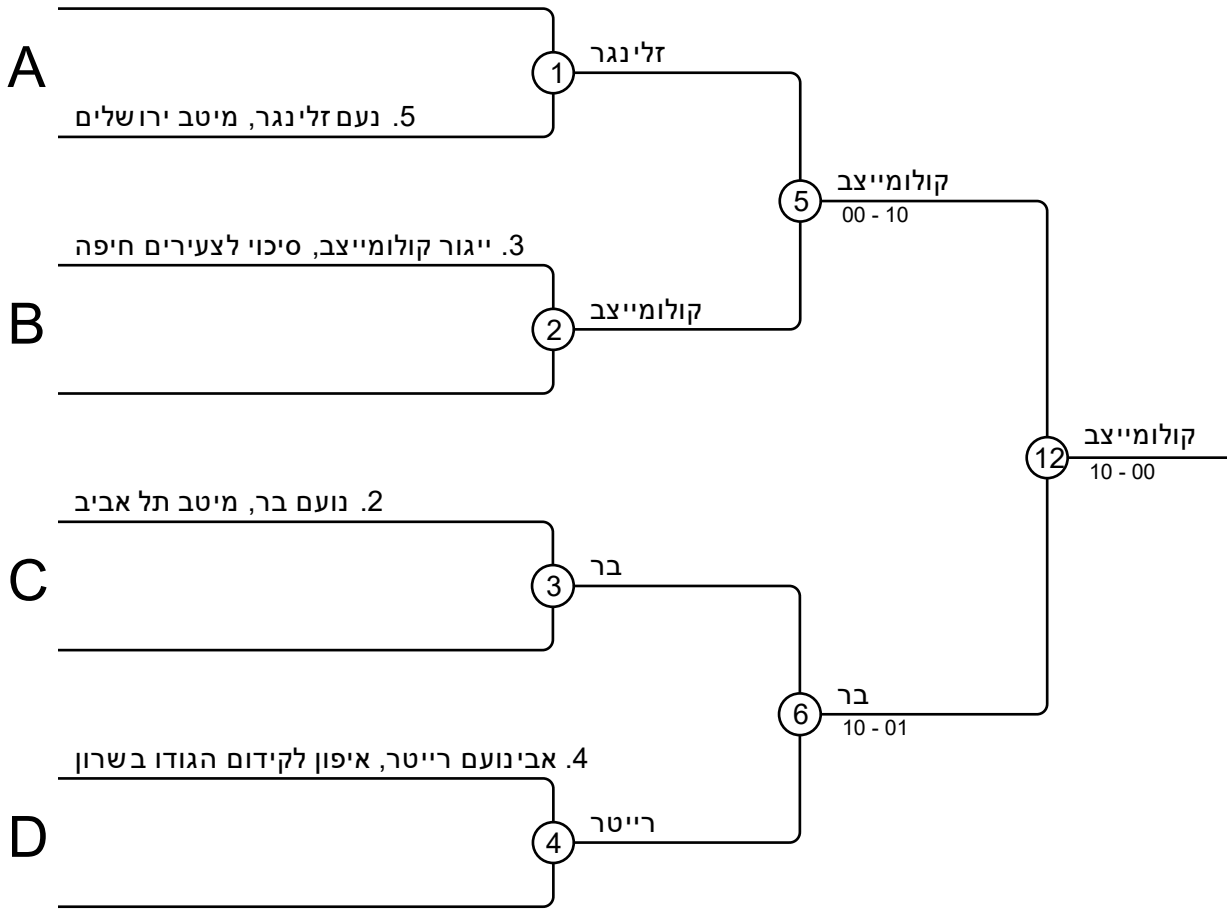 A
1
זלינגר
5. נעם זלינגר, מיטב ירושלים
5
קולומייצב
00 - 10
3. ייגור קולומייצב, סיכוי לצעירים חיפה
B
2
קולומייצב
12
קולומייצב
10 - 00
2. נועם בר, מיטב תל אביב
C
3
בר
6
בר
10 - 01
4. אבינועם רייטר, איפון לקידום הגודו בשרון
D
4
רייטר